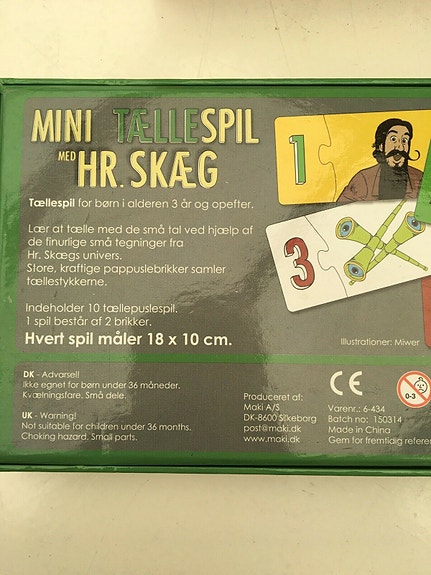 MINI TÆLLESPIL
MED HR. SKÆG
Tællespil for børn i alderen 3 år og opefter.
Lær at tælle med de små tal ved hjælp af
de finurlige små tegninger fra
Hr. Skægs univers.
Store, kraftige pappuslebrikker samler
tællestykkerne.
Indeholder 10 tællepuslespil.
1 spil består af 2 brikker.
Hvert spil måler 18 x 10 cm.
1
3
Illustrationer: Miwer
DK - Advarsel!
Ikke egnet for børn under 36 måneder.
Kvælningsfare. Små dele.
UK - Warning!
Not suitable for children under 36 months.
Choking hazard. Small parts.
Produceret af:
Maki A/S
DK-8600 Silkeborg
post@maki.dk
www.maki.dk
CE
0-3
Varenr.: 6-434
Batch no: 150314
Made in China
Gem for fremtidig